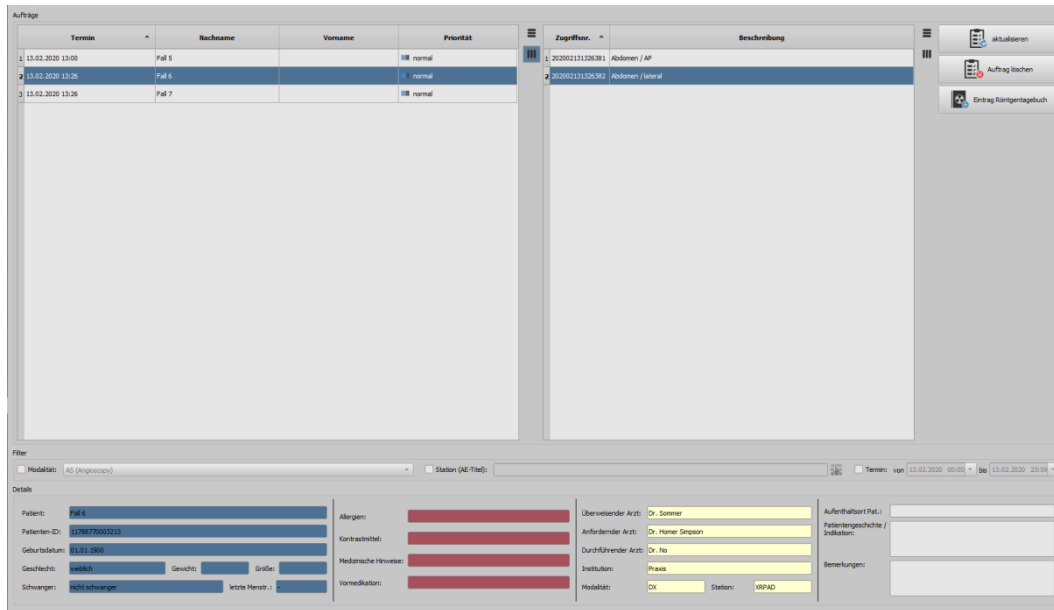 Aufträge
Termin Nachname Vorname Priorität
1 13.02.2020 13:00 Fall 5 normal
2 13.02.2020 13:26 Fall 6 normal
3 13.02.2020 13:26 Fall 7 normal
Zugriffsnr. Beschreibung
1 202002131326381 Abdomen / AP
2 202002131326382 Abdomen / lateral
aktualisieren
Auftrag löschen
Eintrag Röntgentagebuch
Filter
Modalität: AS (Angioscopy) Station (AE-Titel): Termin: von 13.02.2020 00:00 bis 13.02.2020 23:59
Details
Patient: Fall 6
Patienten-ID: 11788770003213
Geburtsdatum: 01.01.1900
Geschlecht: weiblich Gewicht: Größe:
Schwanger: nicht schwanger letzte Menstr.: -
Allergien:
Kontrastmittel:
Medizinische Hinweise:
Vormedikation:
Überweisender Arzt: Dr. Sommer
Anfordernder Arzt: Dr. Homer Simpson
Durchführender Arzt: Dr. No
Institution: Praxis
Modalität: DX Station: XRPAD
Aufenthaltsort Pat.:
Patientengeschichte /
Indikation:
Bemerkungen: